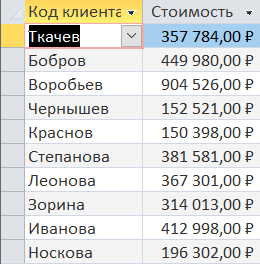 Код клиента Стоимость
Ткачев 357 784,00 ₽
Бобров 449 980,00 ₽
Воробьев 904 526,00 ₽
Чернышев 152 521,00 ₽
Краснов 150 398,00 ₽
Степанова 381 581,00 ₽
Леонова 367 301,00 ₽
Зорина 314 013,00 ₽
Иванова 412 998,00 ₽
Носкова 196 302,00 ₽